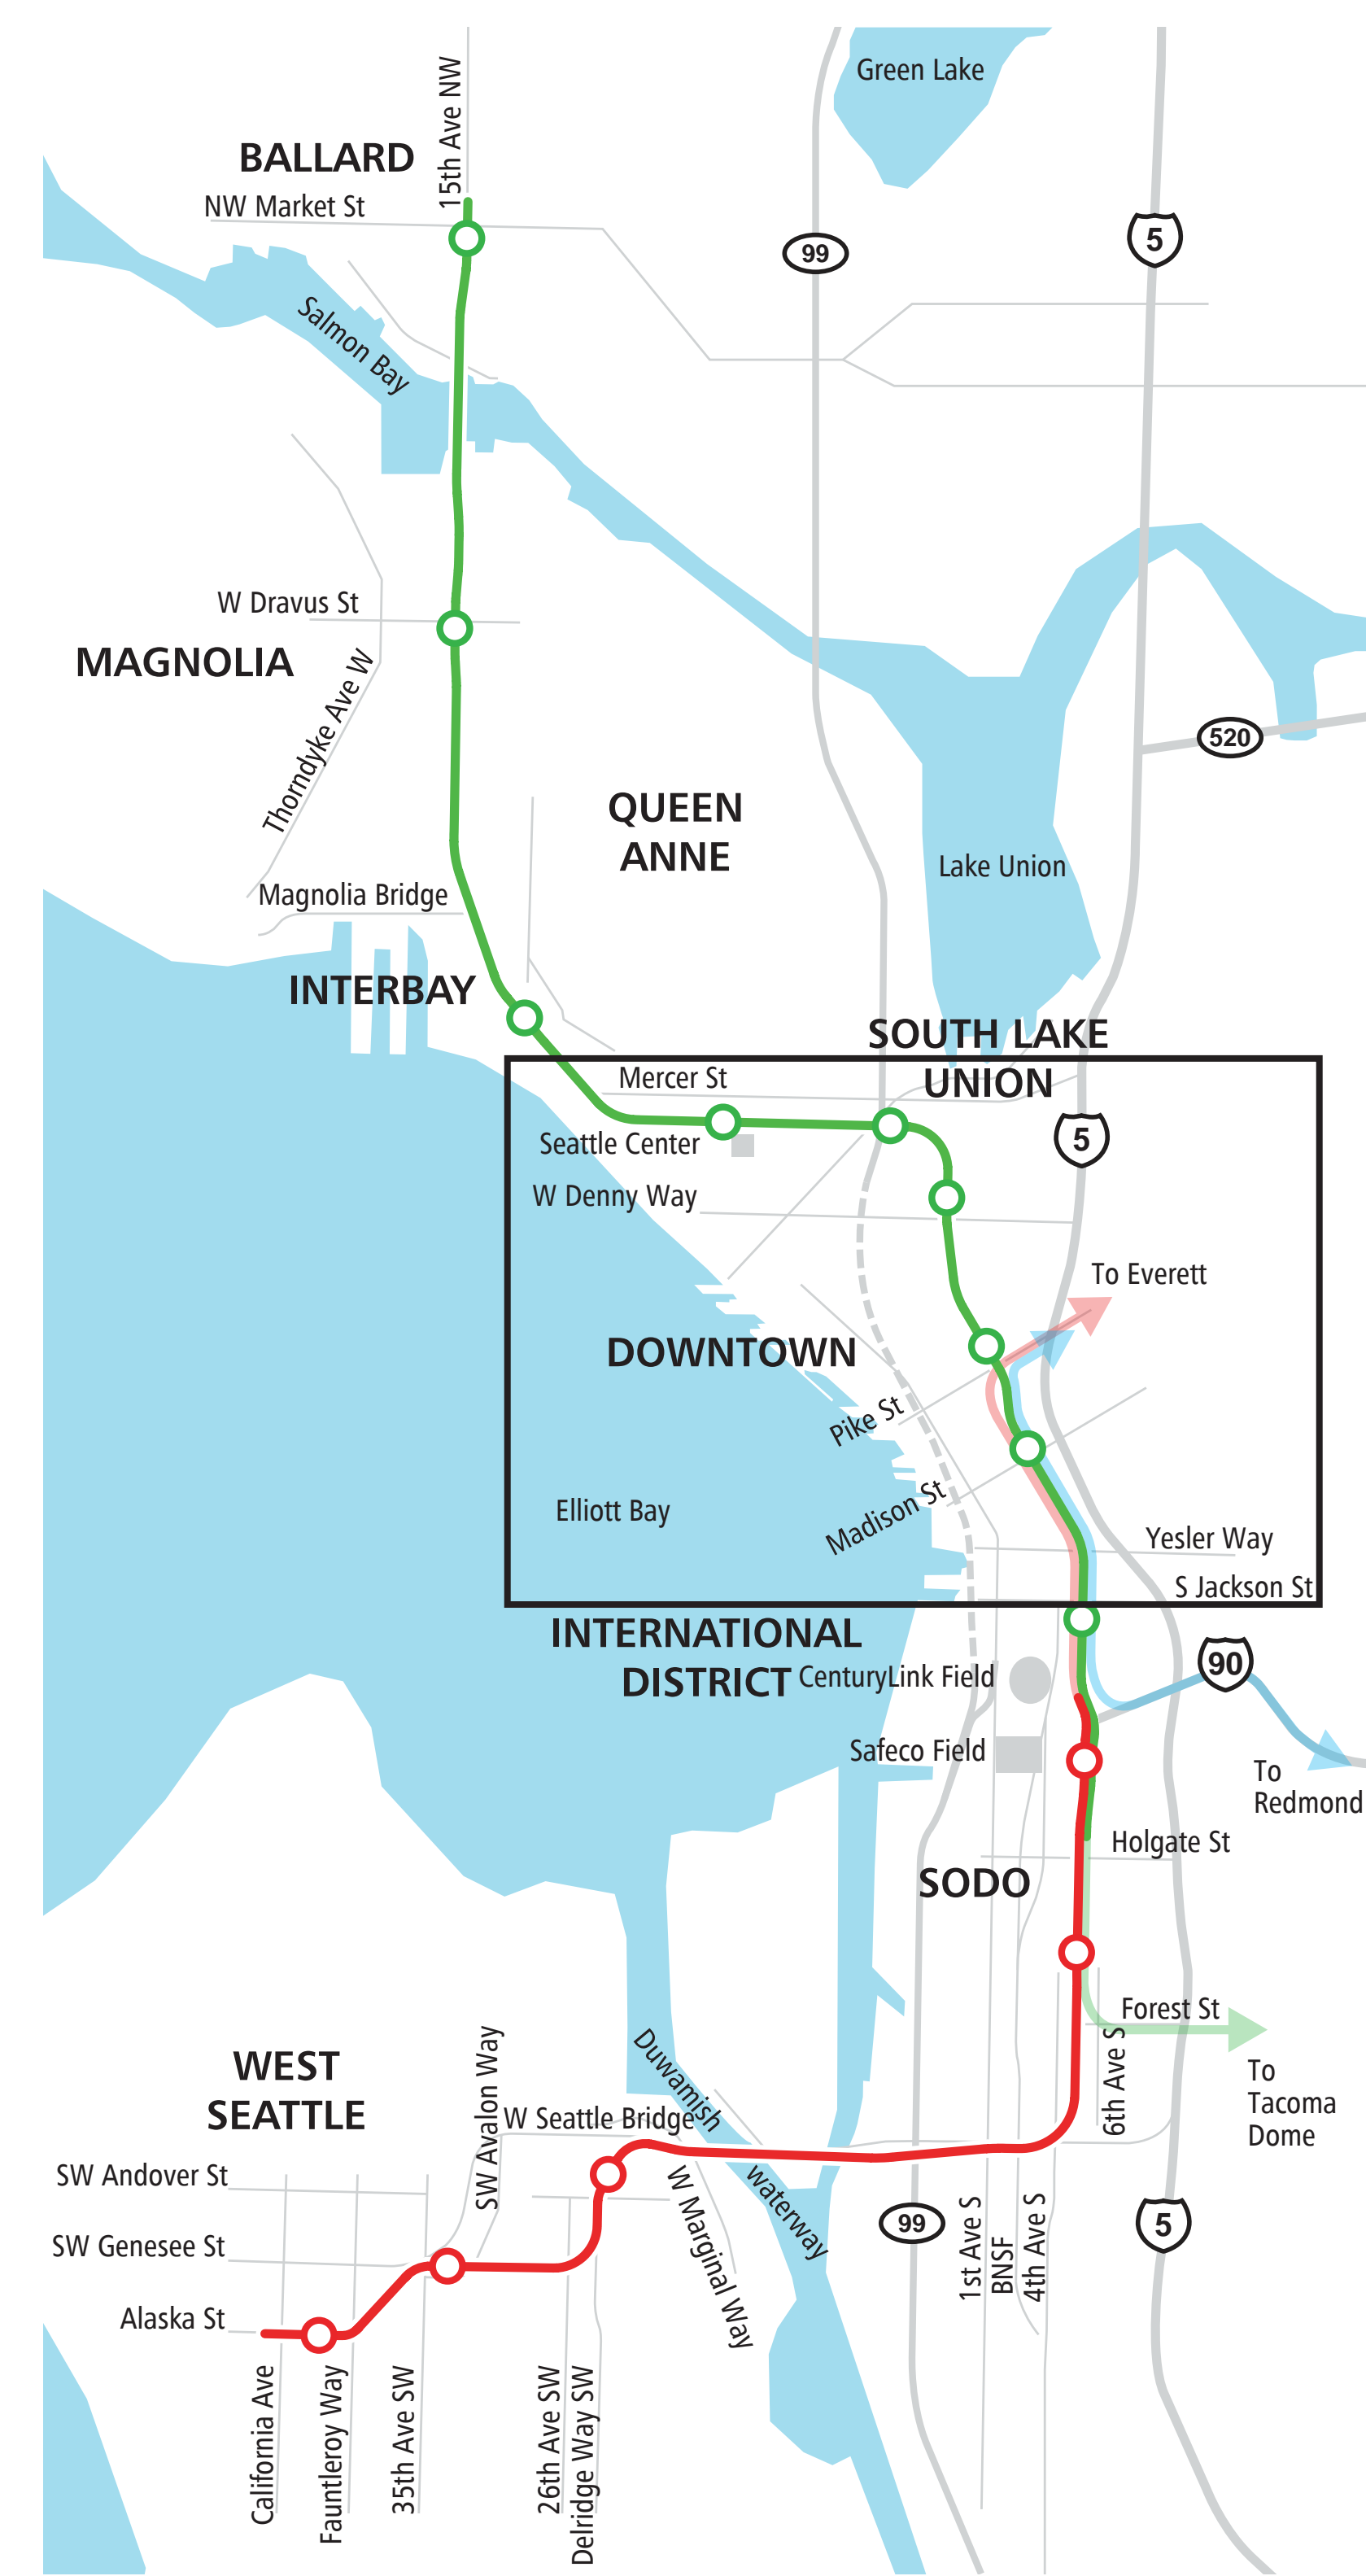 Green Lake
15th Ave NW
BALLARD
NW Market St
99
5
Salmon Bay
W Dravus St
MAGNOLIA
Thorndyke Ave W
520
QUEEN
ANNE
Lake Union
Magnolia Bridge
INTERBAY
SOUTH LAKE
UNION
Mercer St
Seattle Center
5
W Denny Way
To Everett
DOWNTOWN
Pike St
Madison St
Elliott Bay
Yesler Way
S Jackson St
INTERNATIONAL
DISTRICT
CenturyLink Field
90
Safeco Field
To
Redmond
Holgate St
SODO
Forest St
6th Ave S
To
Tacoma
Dome
WEST
SEATTLE
SW Avalon Way
W Seattle Bridge
Duwamish
waterway
SW Andover St
W Marginal Way
99
5
SW Genesee St
1st Ave S
BNSF
4th Ave S
Alaska St
California Ave
Fauntleroy Way
35th Ave SW
26th Ave SW
Delridge Way SW